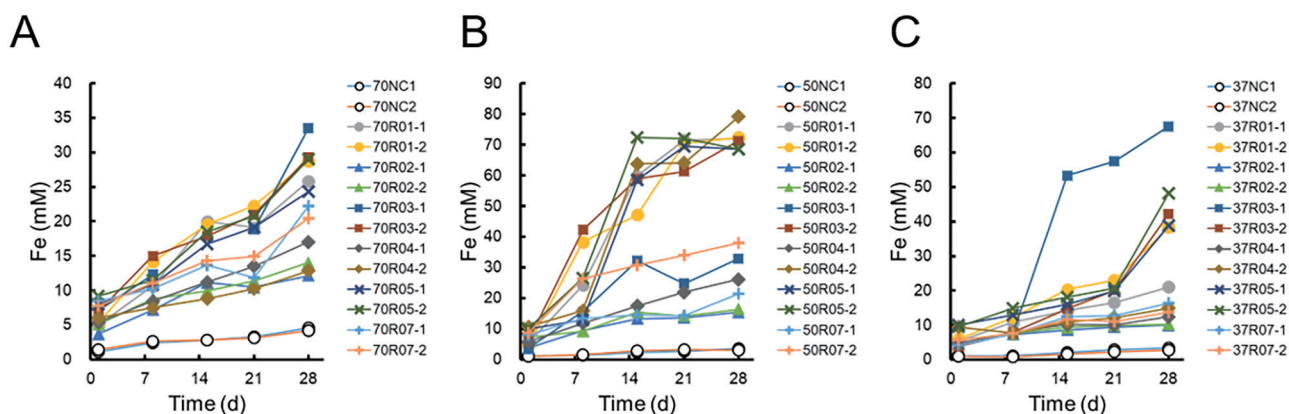 A
Fe (mM)
40
35
30
25
20
15
10
5
0
0 7 14 21 28
Time (d)
70NC1
70NC2
70R01-1
70R01-2
70R02-1
70R02-2
70R03-1
70R03-2
70R04-1
70R04-2
70R05-1
70R05-2
70R07-1
70R07-2
B
Fe (mM)
90
80
70
60
50
40
30
20
10
0
0 7 14 21 28
Time (d)
50NC1
50NC2
50R01-1
50R01-2
50R02-1
50R02-2
50R03-1
50R03-2
50R04-1
50R04-2
50R05-1
50R05-2
50R07-1
50R07-2
C
Fe (mM)
80
70
60
50
40
30
20
10
0
0 7 14 21 28
Time (d)
37NC1
37NC2
37R01-1
37R01-2
37R02-1
37R02-2
37R03-1
37R03-2
37R04-1
37R04-2
37R05-1
37R05-2
37R07-1
37R07-2